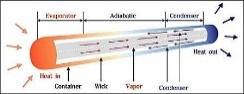 Evaporator
Adiabatic
Condenser
Heat in
Heat out
Container
Wick
Vapor
Condenser